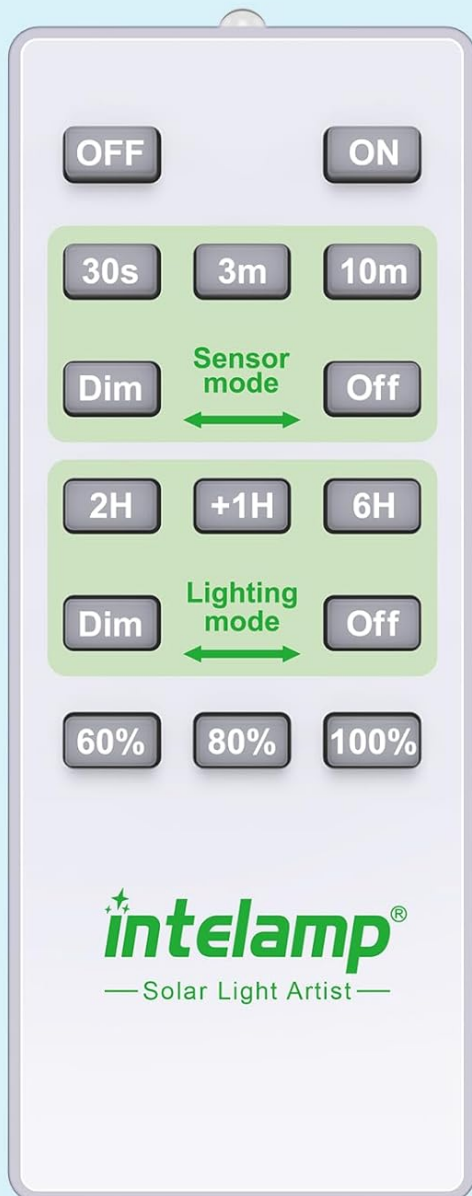 OFF ON
30s 3m 10m
Sensor
mode
Dim Off
2H +1H 6H
Lighting
mode
Dim Off
60% 80% 100%
intelamp®
Solar Light Artist